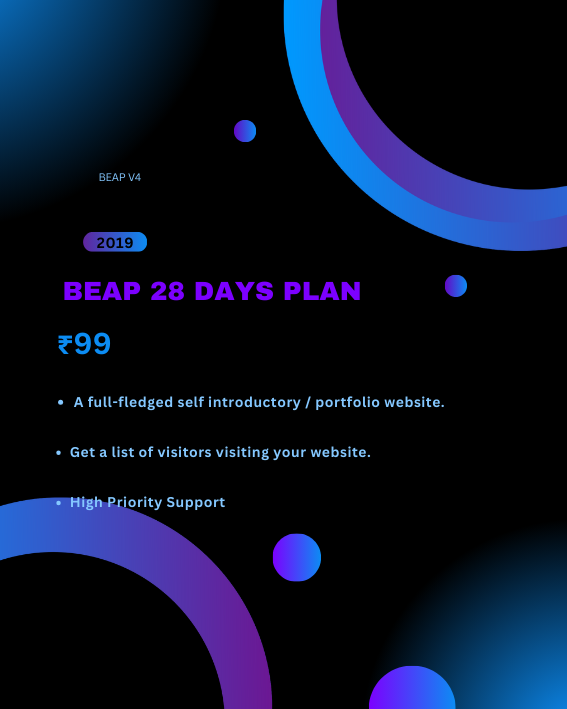 BEAP V4
2019
BEAP 28 DAYS PLAN
₹99
• A full-fledged self introductory / portfolio website.
• Get a list of visitors visiting your website.
• High Priority Support